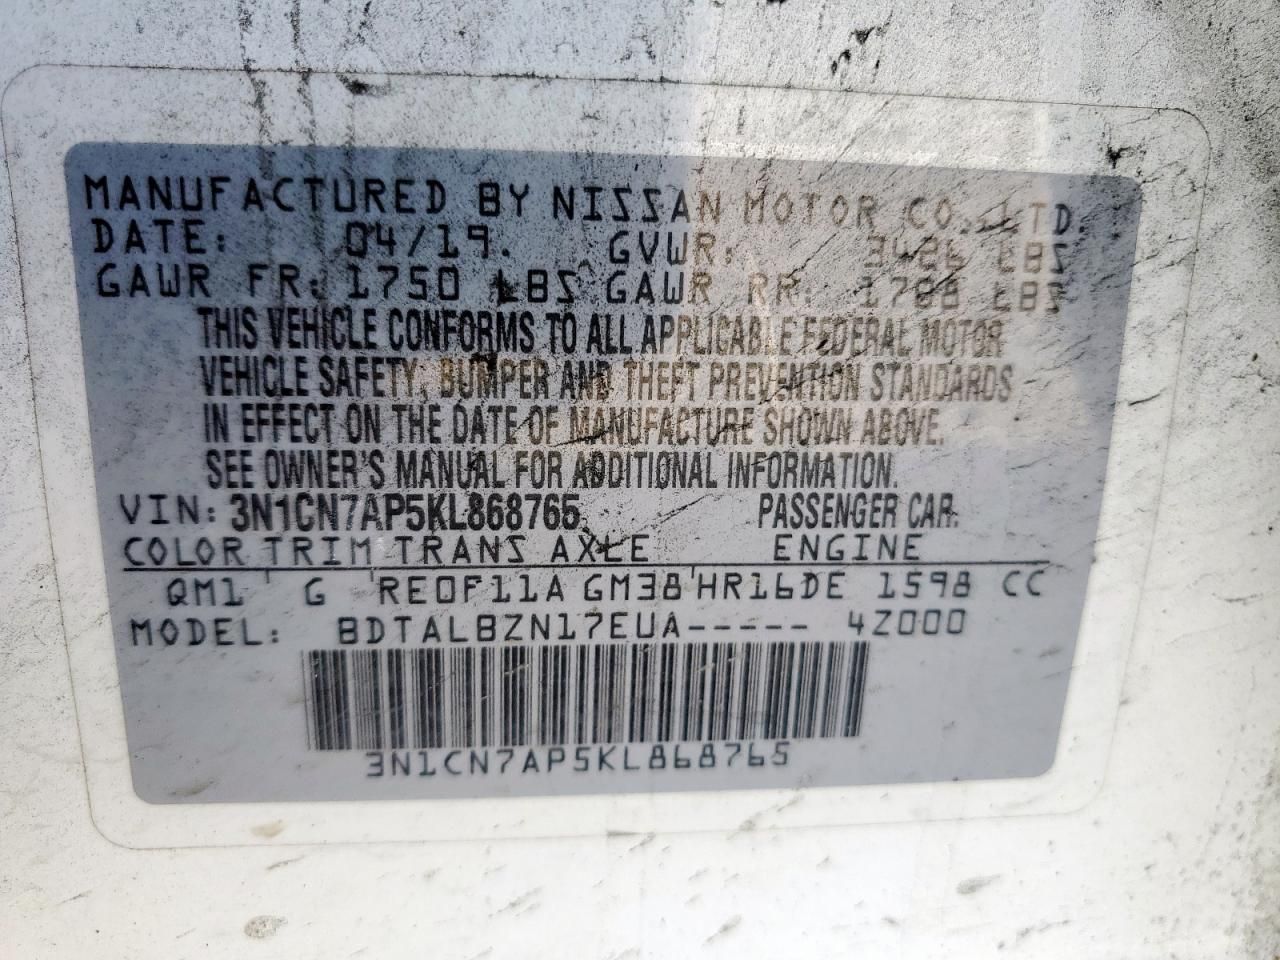 MANUFACTURED BY NISSAN MOTOR CO., LTD.
DATE: 04/19. GVWR: 3426 LBS
GAWR FR: 1750 LBS GAWR RR: 1708 LBS
THIS VEHICLE CONFORMS TO ALL APPLICABLE FEDERAL MOTOR
VEHICLE SAFETY, BUMPER AND THEFT PREVENTION STANDARDS
IN EFFECT ON THE DATE OF MANUFACTURE SHOWN ABOVE.
SEE OWNER'S MANUAL FOR ADDITIONAL INFORMATION.
VIN: 3N1CN7AP5KL868765 PASSENGER CAR.
COLOR TRIM TRANS AXLE ENGINE
QM1 ' G ' RE0F11A GM38 ' HR16DE 1598 CC
MODEL: BDTALBZN17EUA----- 4Z000
3N1CN7AP5KL868765